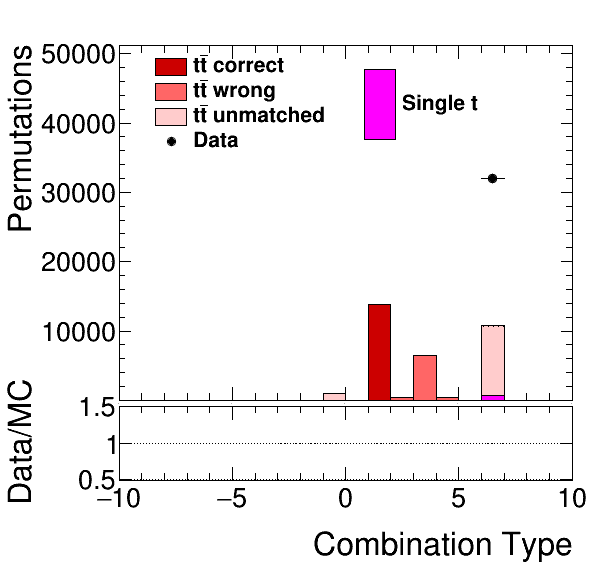 50000
40000
30000
20000
10000
1
Permutations
tt̄ correct
tt̄ wrong
tt̄ unmatched
Data
Single t
1.5
1
0.5
Data/MC
−10 −5 0 5 10
Combination Type